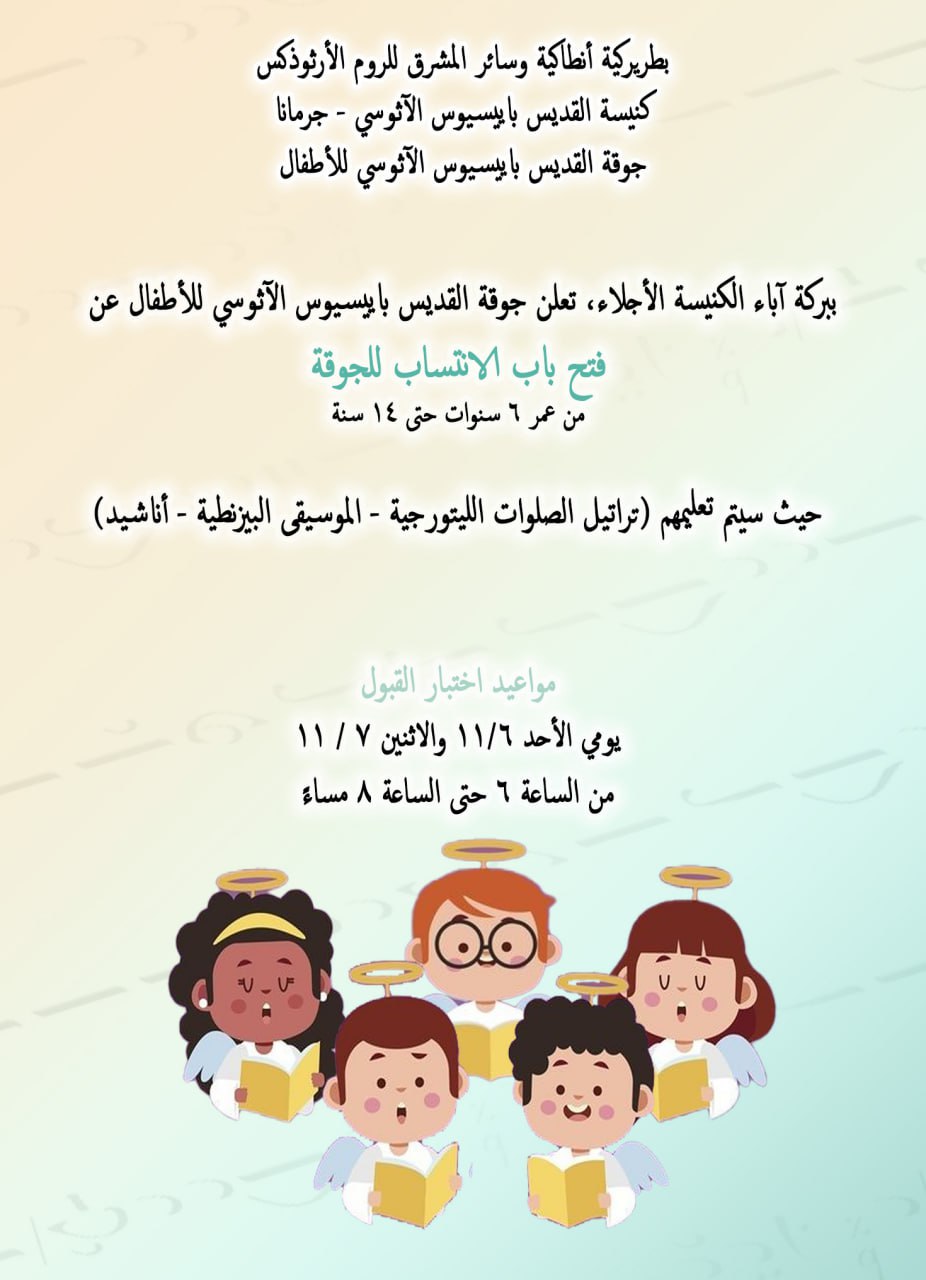 بطريركية أنطاكية وسائر المشرق للروم الأرثوذكس
كنيسة القديس باييسيوس الآثوسي - جرمانا
جوقة القديس باييسيوس الآثوسي للأطفال
ببركة آباء الكنيسة الأجلاء، تعلن جوقة القديس باييسيوس الآثوسي للأطفال عن
فتح باب الانتساب للجوقة
من عمر ٦ سنوات حتى ١٤ سنة
حيث سيتم تعليمهم (تراتيل الصلوات الليتورجية - الموسيقى البيزنطية - أناشيد)
مواعيد اختبار القبول
يومي الأحد ١١/٦ والاثنين ٧ / ١١
من الساعة ٦ حتى الساعة ٨ مساءً